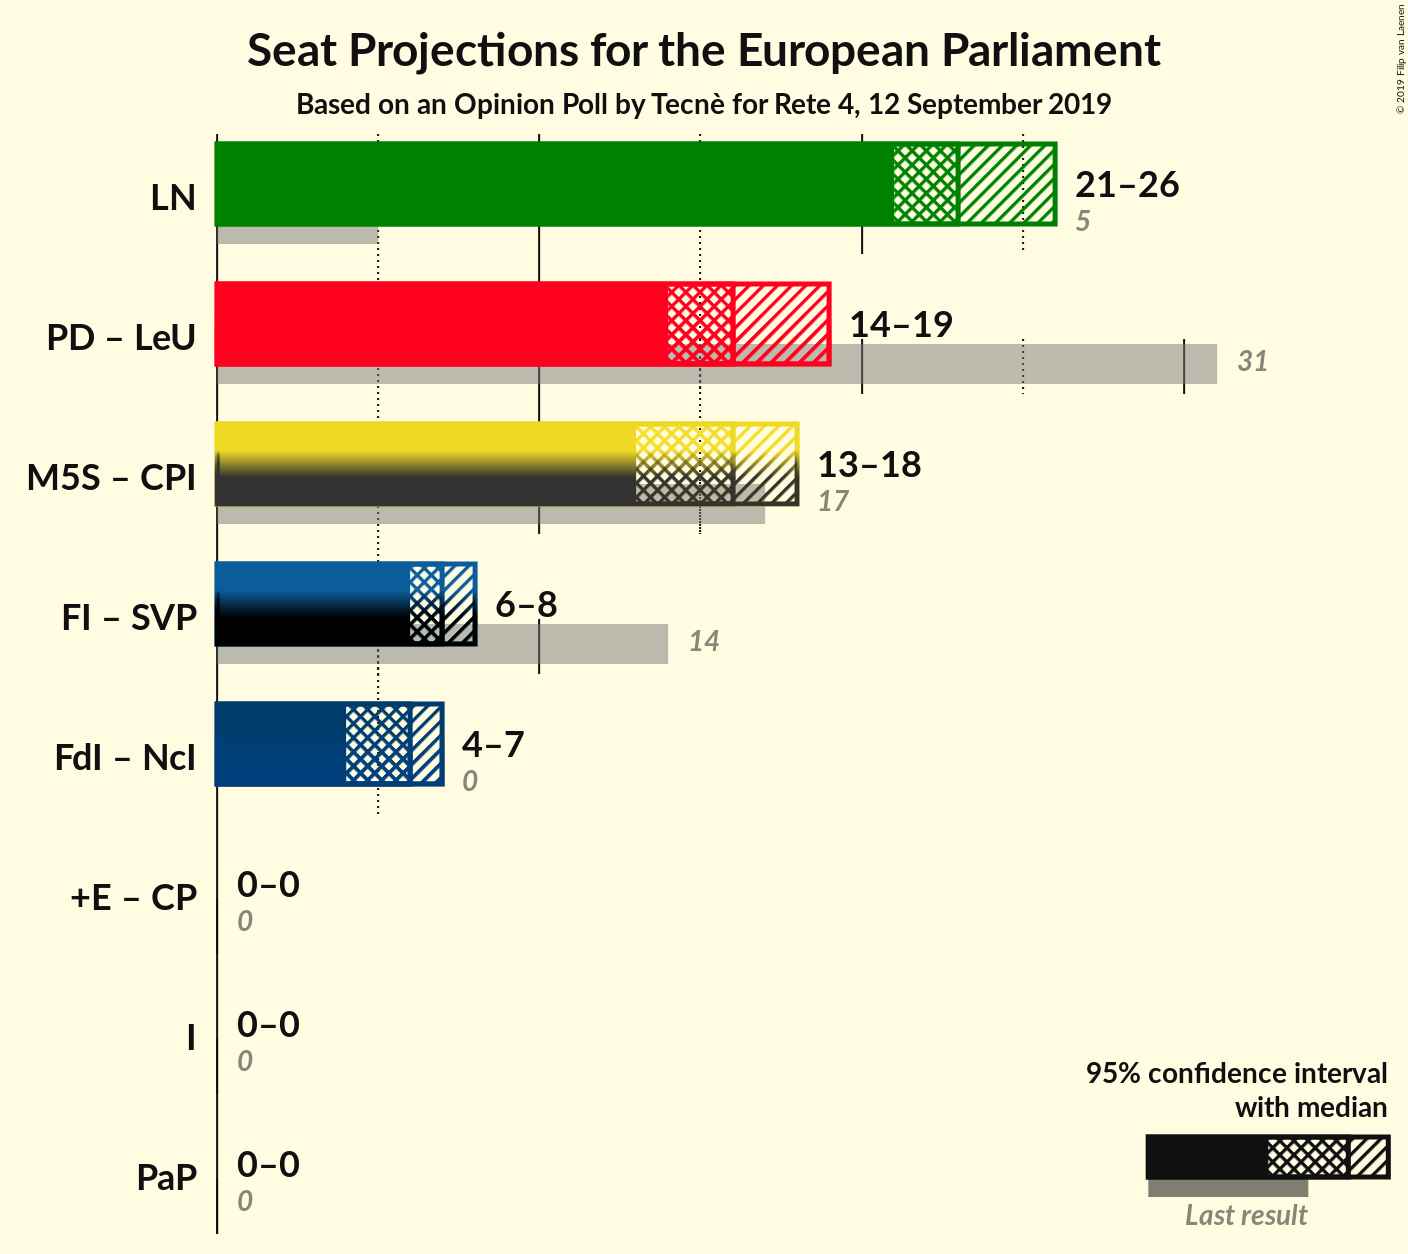 Seat Projections for the European Parliament
Based on an Opinion Poll by Tecnè for Rete 4, 12 September 2019
© 2019 Filip van Laenen
LN
21–26
5
PD – LeU
14–19
31
M5S – CPI
13–18
17
FI – SVP
6–8
14
FdI – NcI
4–7
0
+E – CP
0–0
0
I
0–0
0
PaP
0–0
0
95% confidence interval
with median
Last result